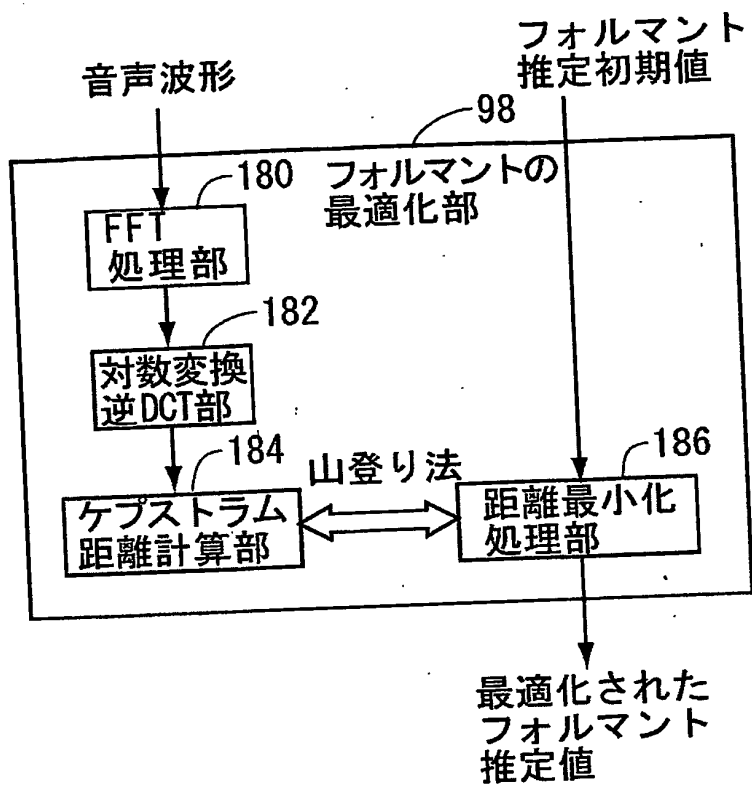 音声波形
フォルマント
推定初期値
98
フォルマントの
最適化部
180
FFT
処理部
182
対数変換
逆DCT部
184
ケプストラム
距離計算部
山登り法
186
距離最小化
処理部
最適化された
フォルマント
推定値